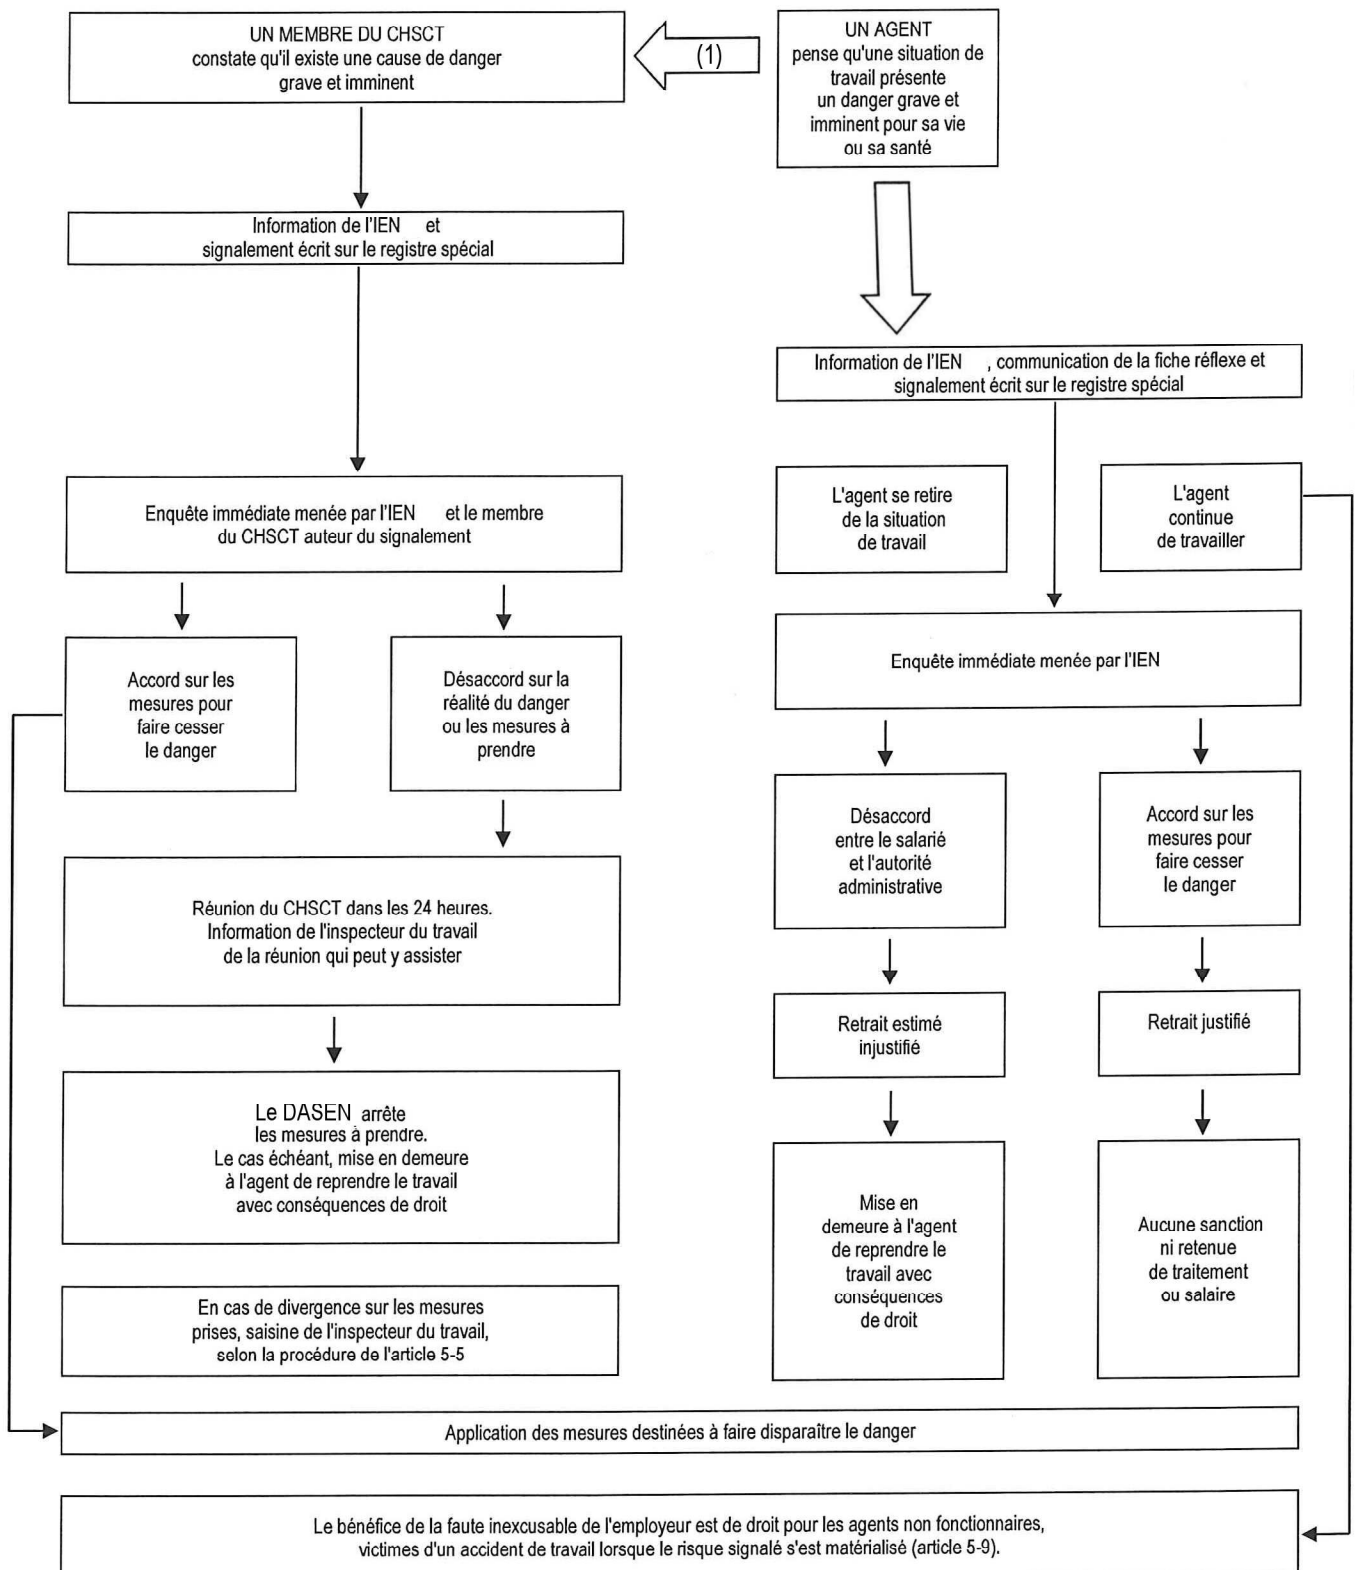 UN MEMBRE DU CHSCT
constate qu'il existe une cause de danger
grave et imminent
(1)
UN AGENT
pense qu'une situation de
travail présente
un danger grave et
imminent pour sa vie
ou sa santé
Information de l'IEN et
signalement écrit sur le registre spécial
Information de l'IEN , communication de la fiche réflexe et
signalement écrit sur le registre spécial
Enquête immédiate menée par l'IEN et le membre
du CHSCT auteur du signalement
L'agent se retire
de la situation
de travail
L'agent
continue
de travailler
Accord sur les
mesures pour
faire cesser
le danger
Désaccord sur la
réalité du danger
ou les mesures à
prendre
Enquête immédiate menée par l'IEN
Désaccord
entre le salarié
et l'autorité
administrative
Accord sur les
mesures pour
faire cesser
le danger
Réunion du CHSCT dans les 24 heures.
Information de l'inspecteur du travail
de la réunion qui peut y assister
Retrait estimé
injustifié
Retrait justifié
Le DASEN arrête
les mesures à prendre.
Le cas échéant, mise en demeure
à l'agent de reprendre le travail
avec conséquences de droit
Mise en
demeure à l'agent
de reprendre le
travail avec
conséquences
de droit
Aucune sanction
ni retenue
de traitement
ou salaire
En cas de divergence sur les mesures
prises, saisine de l'inspecteur du travail,
selon la procédure de l'article 5-5
Application des mesures destinées à faire disparaître le danger
Le bénéfice de la faute inexcusable de l'employeur est de droit pour les agents non fonctionnaires,
victimes d'un accident de travail lorsque le risque signalé s'est matérialisé (article 5-9).